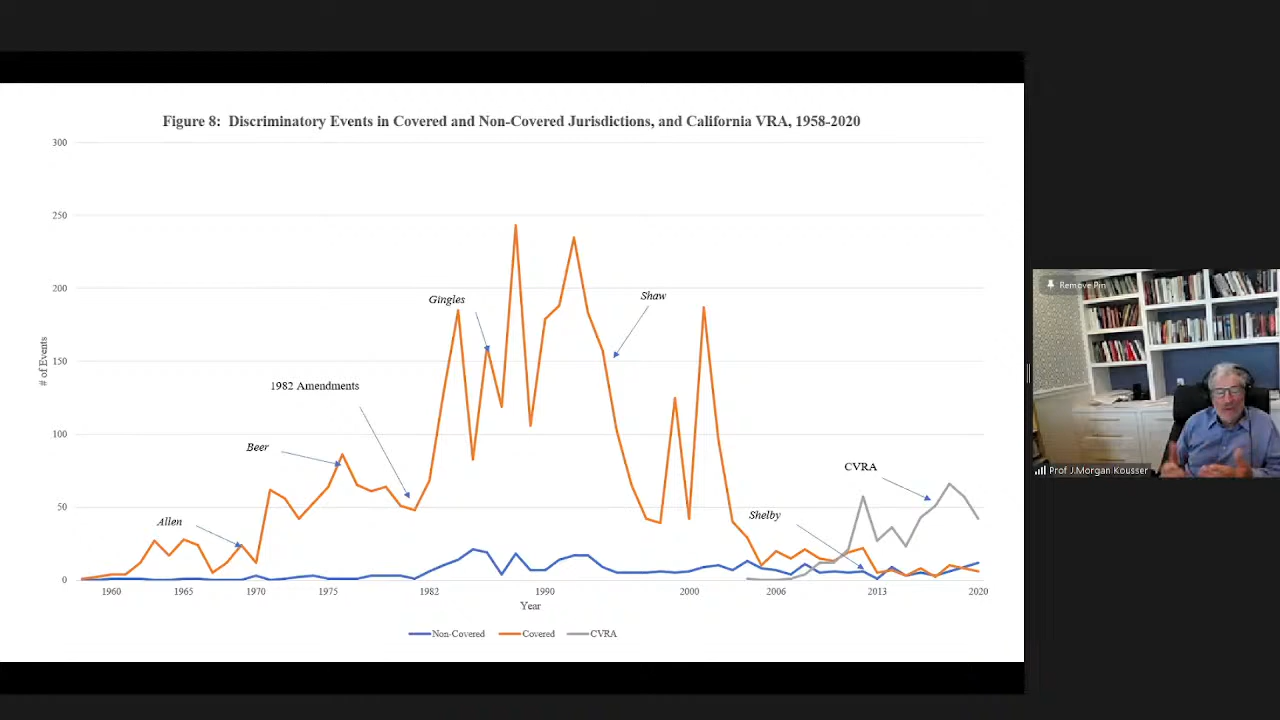 Figure 8: Discriminatory Events in Covered and Non-Covered Jurisdictions, and California VRA, 1958-2020
300
250
200
150
100
50
0
# of Events
Gingles
Shaw
1982 Amendments
Beer
Allen
CVRA
Shelby
1960
1965
1970
1975
1982
1990
2000
2006
2013
2020
Year
Non-Covered
Covered
CVRA
Remove Pin
Prof J.Morgan Kousser